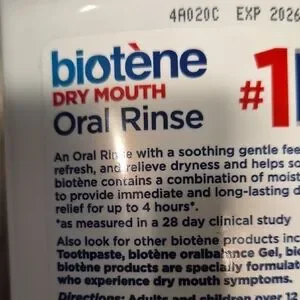 4A020C EXP 2026
biotène
DRY MOUTH
Oral Rinse
#1
An Oral Rinse with a soothing gentle
refresh, and relieve dryness and helps
biotène contains a combination of
to provide immediate and long-lasting
relief for up to 4 hours*.
*as measured in a 28 day clinical study
Also look for other biotène products
Toothpaste, biotène oralbalance Gel,
biotène products are specially
who experience dry mouth symptoms.
Directions: Adults and children over 12